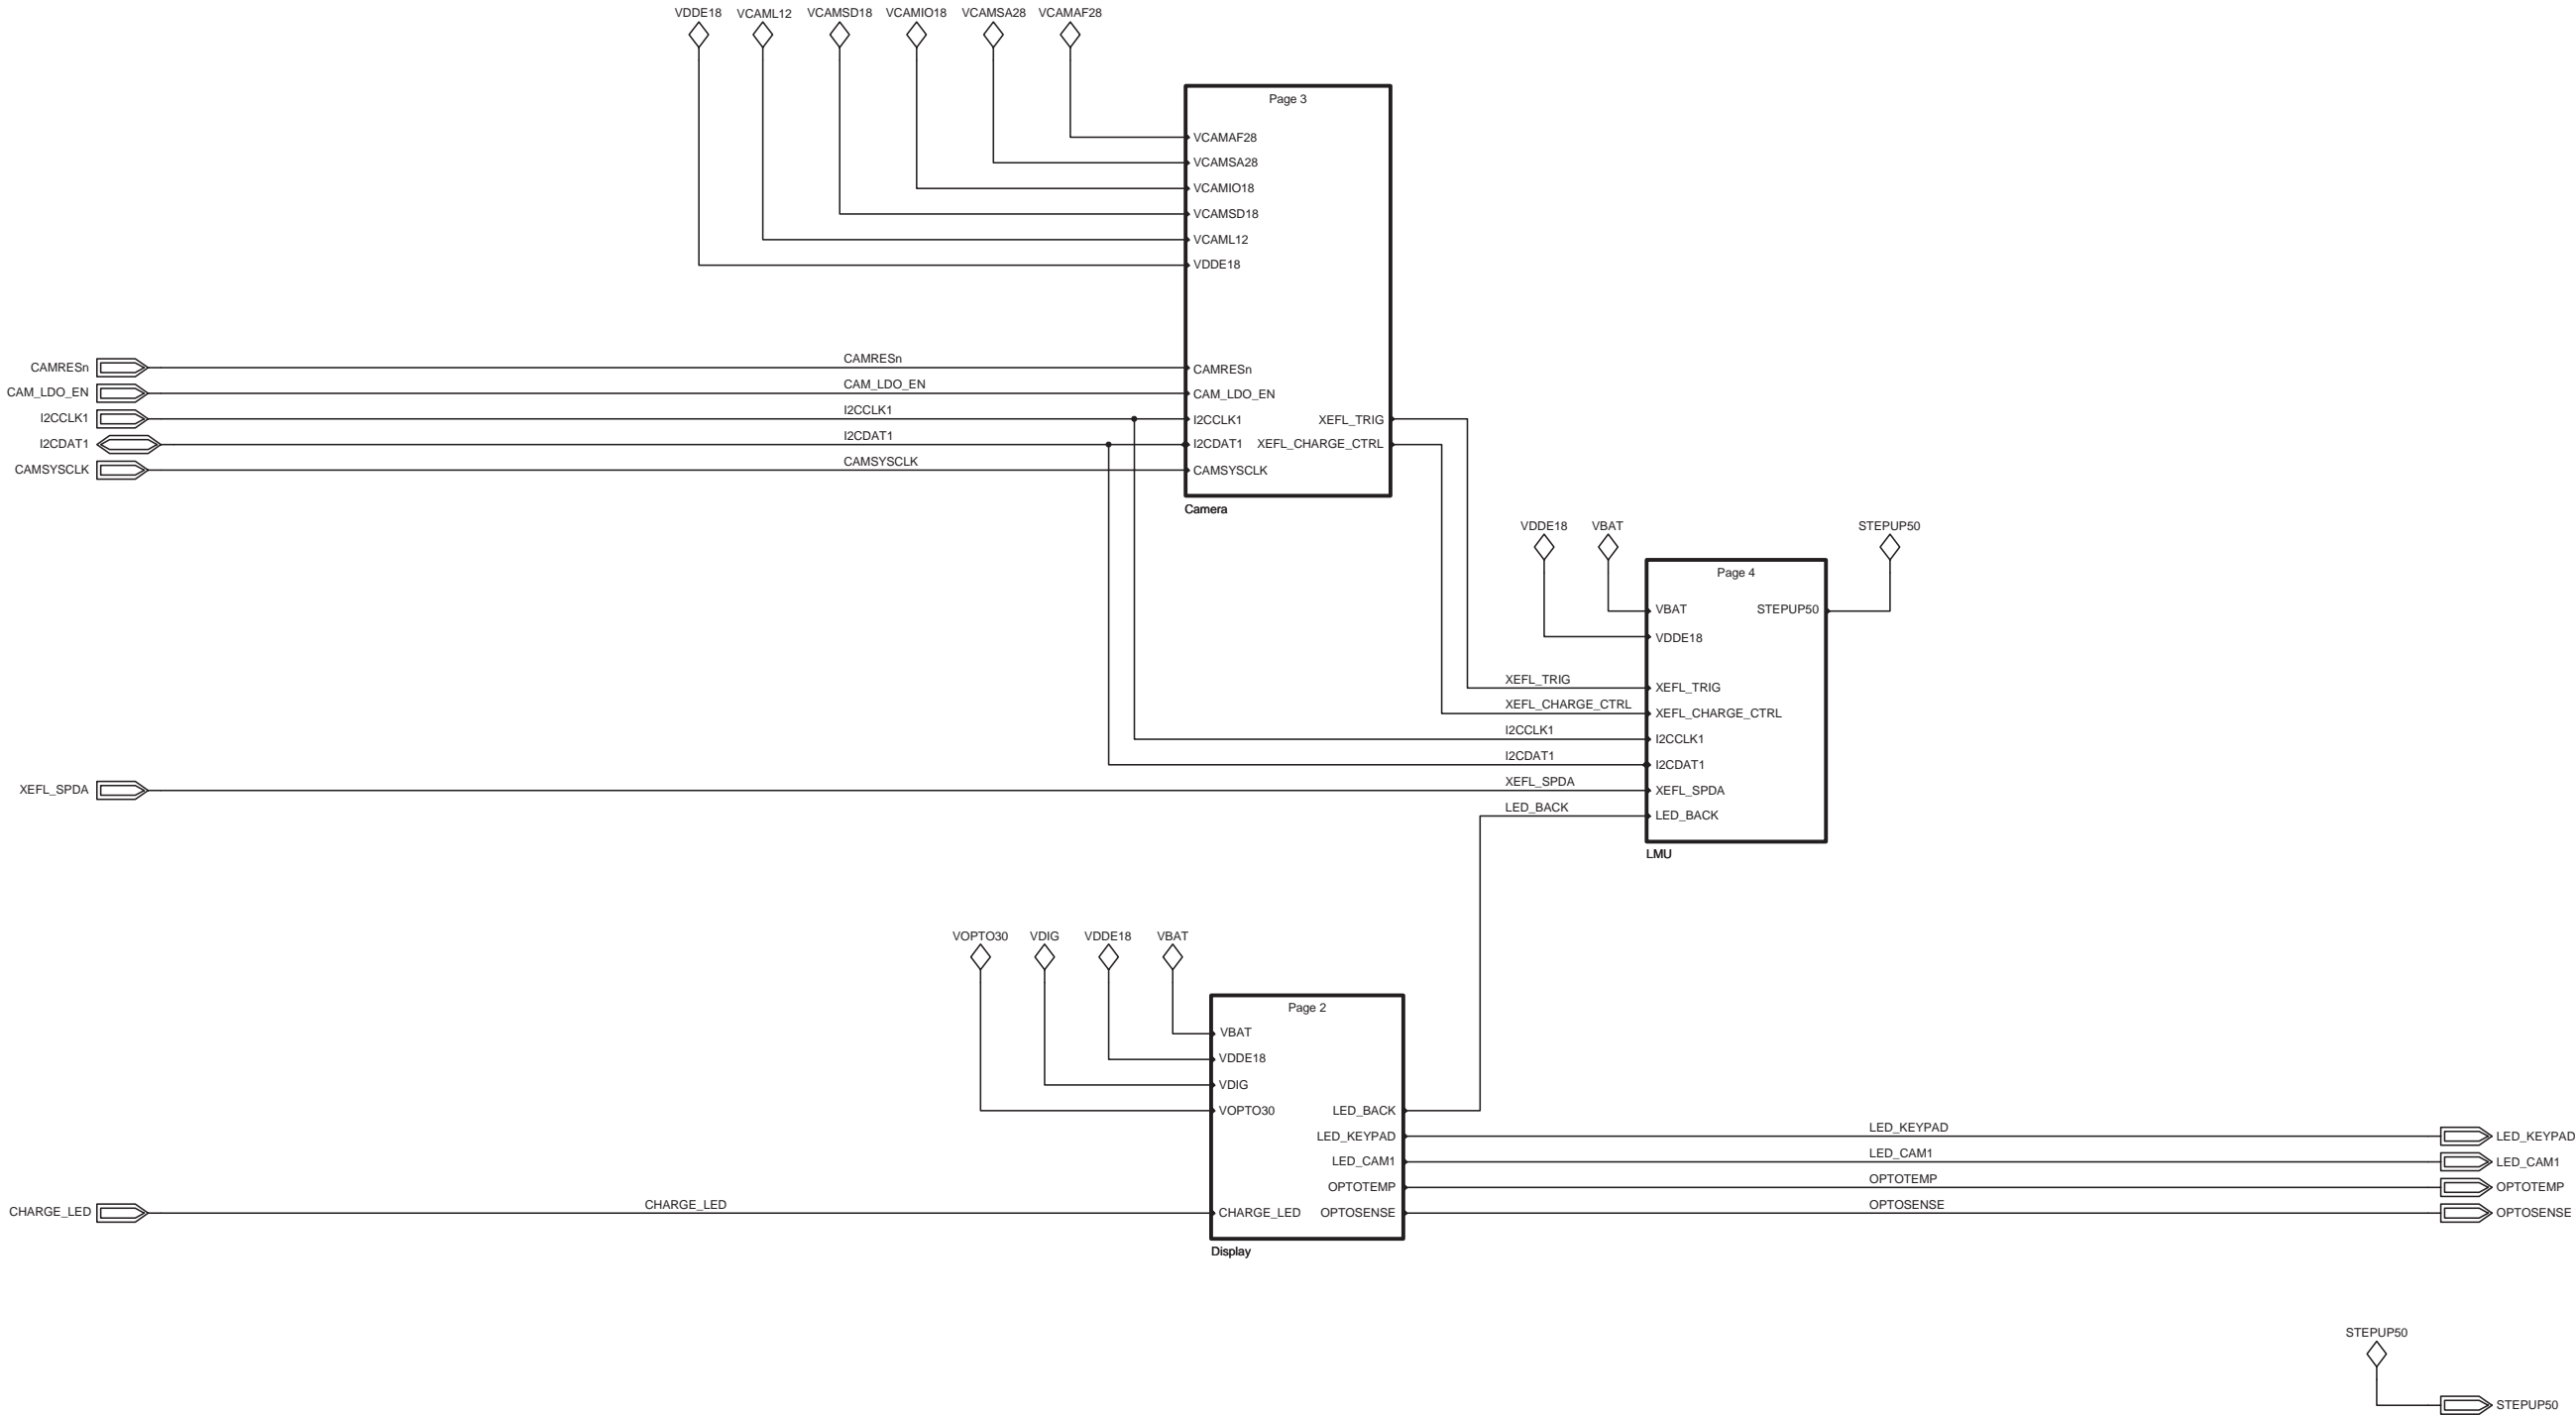 VDDE18 VCAML12 VCAMSD18 VCAMIO18 VCAMSA28 VCAMAF28
Page 3
VCAMAF28
VCAMSA28
VCAMIO18
VCAMSD18
VCAML12
VDDE18
CAMRESn CAMRESn CAMRESn
CAM_LDO_EN CAM_LDO_EN CAM_LDO_EN
I2CCLK1 I2CCLK1 I2CCLK1 XEFL_TRIG
I2CDAT1 I2CDAT1 I2CDAT1 XEFL_CHARGE_CTRL
CAMSYSCLK CAMSYSCLK CAMSYSCLK
Camera
VDDE18 VBAT STEPUP50
Page 4
VBAT STEPUP50
VDDE18
XEFL_TRIG XEFL_TRIG
XEFL_CHARGE_CTRL XEFL_CHARGE_CTRL
I2CCLK1 I2CCLK1
I2CDAT1 I2CDAT1
XEFL_SPDA XEFL_SPDA XEFL_SPDA
LED_BACK LED_BACK
LMU
VOPTO30 VDIG VDDE18 VBAT
Page 2
VBAT
VDDE18
VDIG
VOPTO30 LED_BACK
LED_KEYPAD LED_KEYPAD LED_KEYPAD
LED_CAM1 LED_CAM1 LED_CAM1
OPTOTEMP OPTOTEMP OPTOTEMP
CHARGE_LED CHARGE_LED CHARGE_LED OPTOSENSE OPTOSENSE OPTOSENSE
Display
STEPUP50
STEPUP50